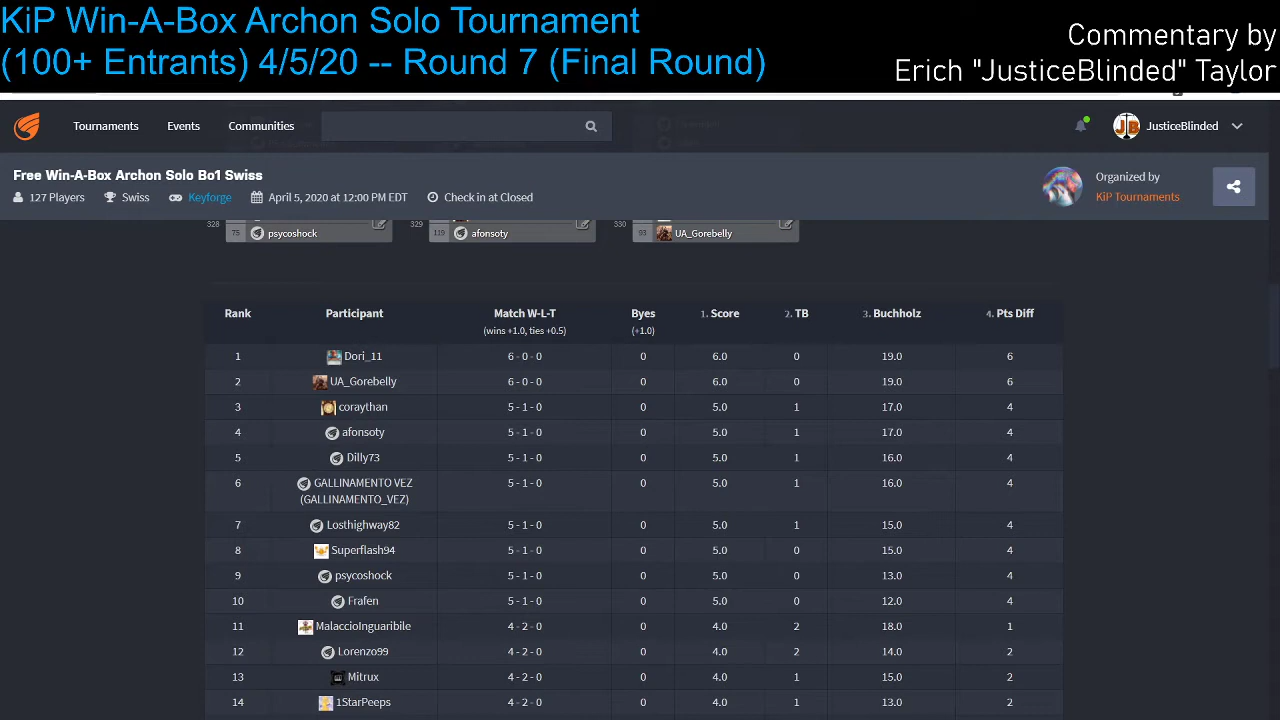 KiP Win-A-Box Archon Solo Tournament
(100+ Entrants) 4/5/20 -- Round 7 (Final Round)
Commentary by
Erich "JusticeBlinded" Taylor
Tournaments Events Communities JB JusticeBlinded
Free Win-A-Box Archon Solo Bo1 Swiss
127 Players Swiss Keyforge April 5, 2020 at 12:00 PM EDT Check in at Closed
Organized by
KiP Tournaments
328 75 psycoshock 329 119 afonsoty 330 93 UA_Gorebelly
Rank Participant Match W-L-T Byes 1. Score 2. TB 3. Buchholz 4. Pts Diff
(wins +1.0, ties +0.5) (+1.0)
1 Dori_11 6 - 0 - 0 0 6.0 0 19.0 6
2 UA_Gorebelly 6 - 0 - 0 0 6.0 0 19.0 6
3 coraythan 5 - 1 - 0 0 5.0 1 17.0 4
4 afonsoty 5 - 1 - 0 0 5.0 1 17.0 4
5 Dilly73 5 - 1 - 0 0 5.0 1 16.0 4
6 GALLINAMENTO VEZ 5 - 1 - 0 0 5.0 1 16.0 4
(GALLINAMENTO_VEZ)
7 Losthighway82 5 - 1 - 0 0 5.0 1 15.0 4
8 Superflash94 5 - 1 - 0 0 5.0 0 15.0 4
9 psycoshock 5 - 1 - 0 0 5.0 0 13.0 4
10 Frafen 5 - 1 - 0 0 5.0 0 12.0 4
11 MalaccioInguaribile 4 - 2 - 0 0 4.0 2 18.0 1
12 Lorenzo99 4 - 2 - 0 0 4.0 2 14.0 2
13 Mitrux 4 - 2 - 0 0 4.0 1 15.0 2
14 1StarPeeps 4 - 2 - 0 0 4.0 1 13.0 2